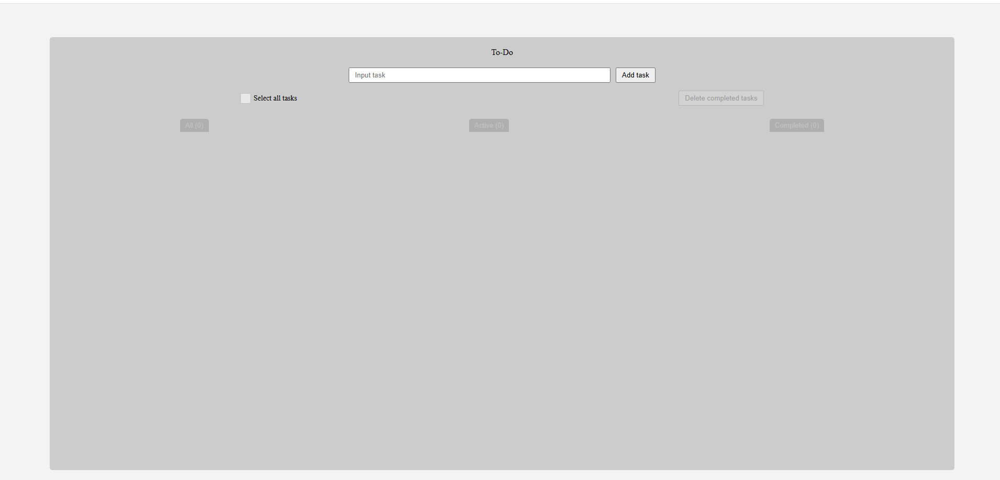 To-Do
Input task Add task
Select all tasks Delete completed tasks
All (0) Active (0) Completed (0)